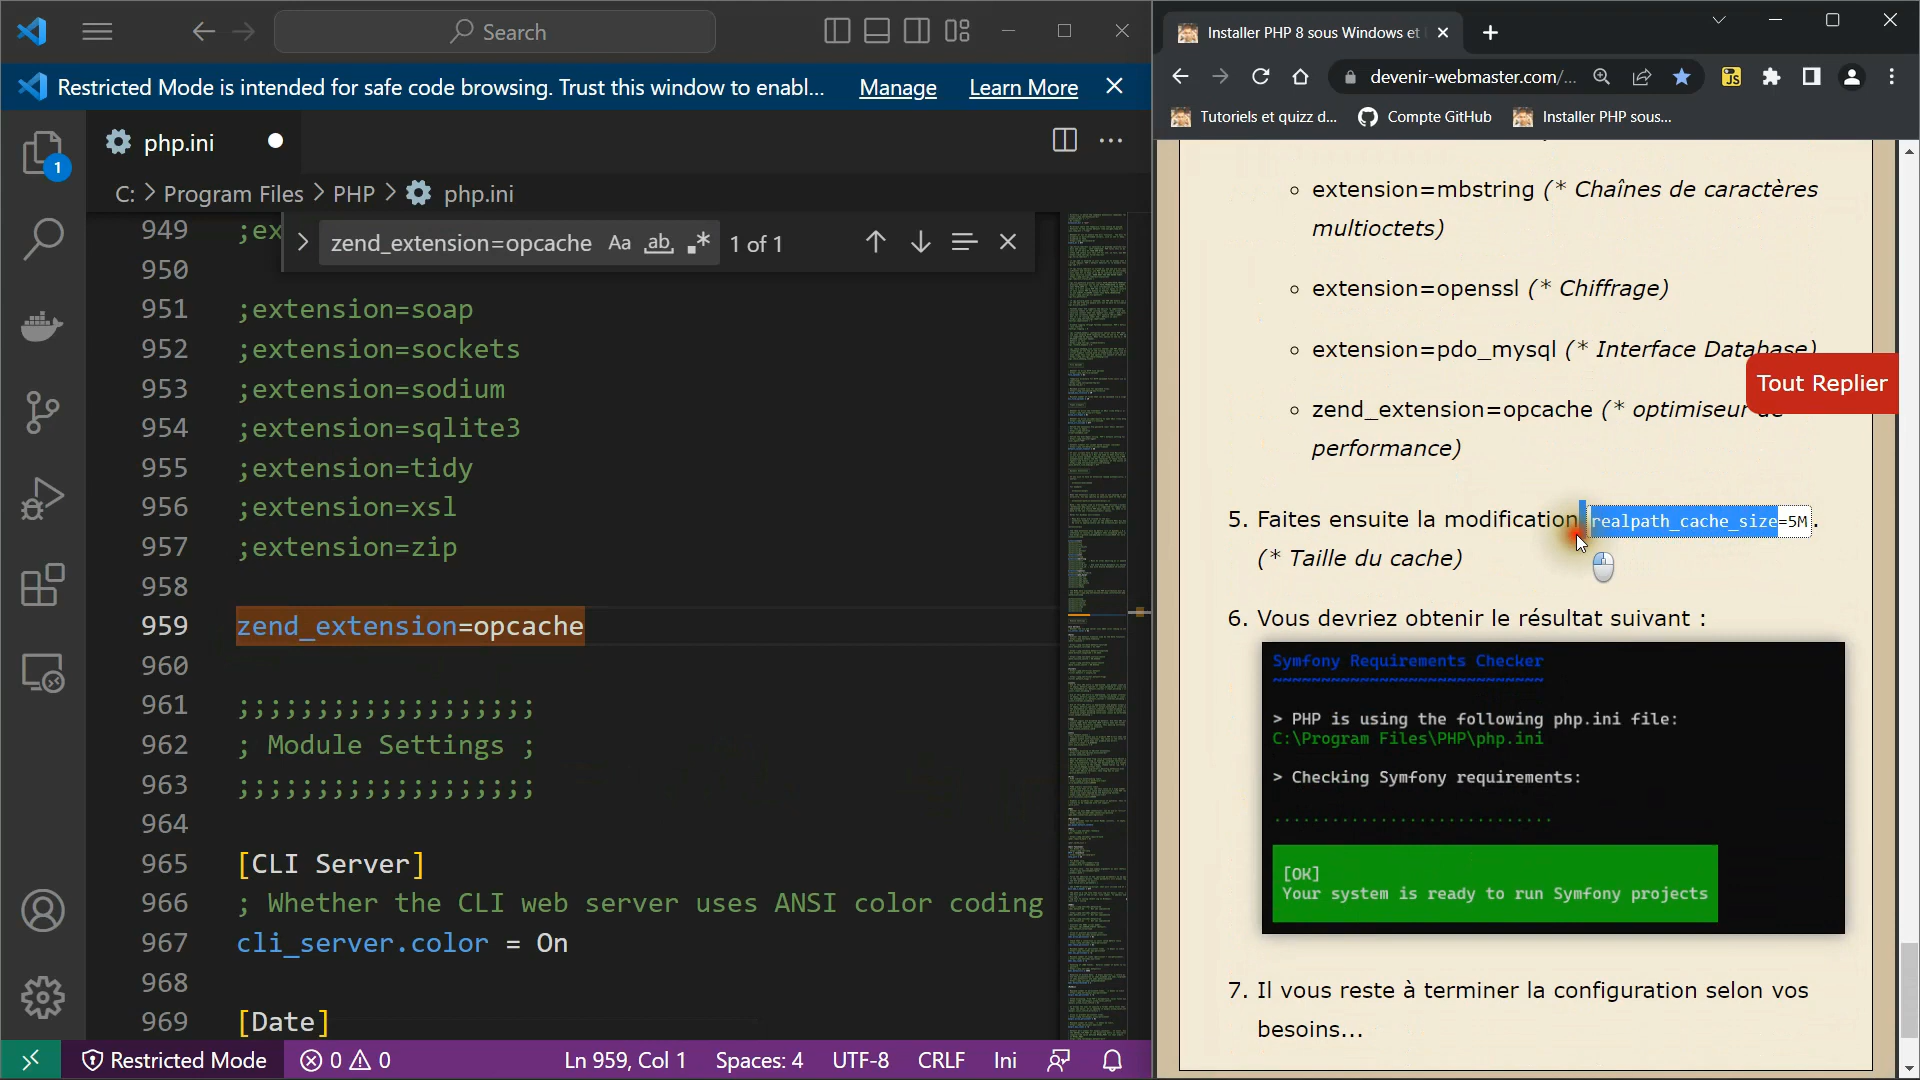 Search
Restricted Mode is intended for safe code browsing. Trust this window to enabl...
Manage
Learn More
1
php.ini
C: > Program Files > PHP > php.ini
949 ;ex
zend_extension=opcache
Aa
ab
.*
1 of 1
950
951 ;extension=soap
952 ;extension=sockets
953 ;extension=sodium
954 ;extension=sqlite3
955 ;extension=tidy
956 ;extension=xsl
957 ;extension=zip
958
959 zend_extension=opcache
960
961 ;;;;;;;;;;;;;;;;;;;
962 ; Module Settings ;
963 ;;;;;;;;;;;;;;;;;;;
964
965 [CLI Server]
966 ; Whether the CLI web server uses ANSI color coding
967 cli_server.color = On
968
969 [Date]
Restricted Mode
0
0
Ln 959, Col 1
Spaces: 4
UTF-8
CRLF
Ini
Installer PHP 8 sous Windows et
devenir-webmaster.com/...
JS
Tutoriels et quizz d...
Compte GitHub
Installer PHP sous...
extension=mbstring (* Chaînes de caractères
multioctets)
extension=openssl (* Chiffrage)
extension=pdo_mysql (* Interface Database)
Tout Replier
zend_extension=opcache (* optimiseur de
performance)
5. Faites ensuite la modification realpath_cache_size=5M.
(* Taille du cache)
6. Vous devriez obtenir le résultat suivant :
Symfony Requirements Checker
~~~~~~~~~~~~~~~~~~~~~~~~~~~~
> PHP is using the following php.ini file:
C:\Program Files\PHP\php.ini
> Checking Symfony requirements:
.............................
[OK]
Your system is ready to run Symfony projects
7. Il vous reste à terminer la configuration selon vos
besoins...